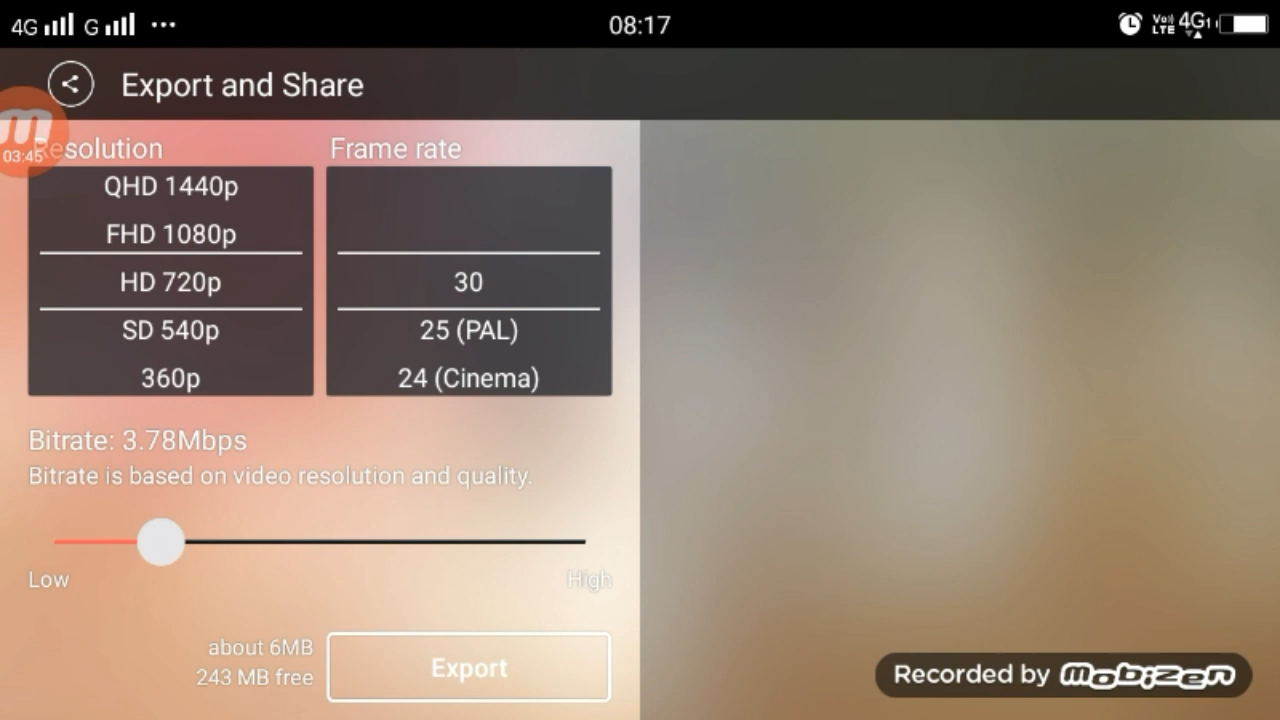 4G G ... 08:17 VoLTE 4G
Export and Share
m
03:45
Resolution
Frame rate
QHD 1440p
FHD 1080p
HD 720p
SD 540p
360p
30
25 (PAL)
24 (Cinema)
Bitrate: 3.78Mbps
Bitrate is based on video resolution and quality.
Low
High
about 6MB
243 MB free
Export
Recorded by mobizen